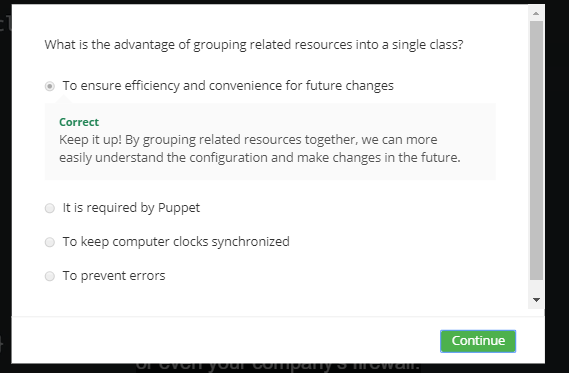 What is the advantage of grouping related resources into a single class?
To ensure efficiency and convenience for future changes
Correct
Keep it up! By grouping related resources together, we can more
easily understand the configuration and make changes in the future.
It is required by Puppet
To keep computer clocks synchronized
To prevent errors
Continue
or even your company's firewall.